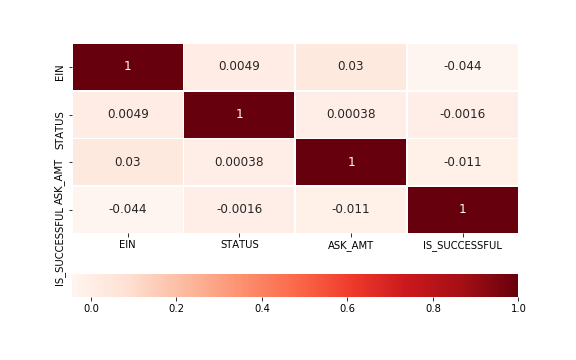 EIN 1 0.0049 0.03 -0.044
STATUS 0.0049 1 0.00038 -0.0016
ASK_AMT 0.03 0.00038 1 -0.011
IS_SUCCESSFUL -0.044 -0.0016 -0.011 1
EIN STATUS ASK_AMT IS_SUCCESSFUL
0.0 0.2 0.4 0.6 0.8 1.0